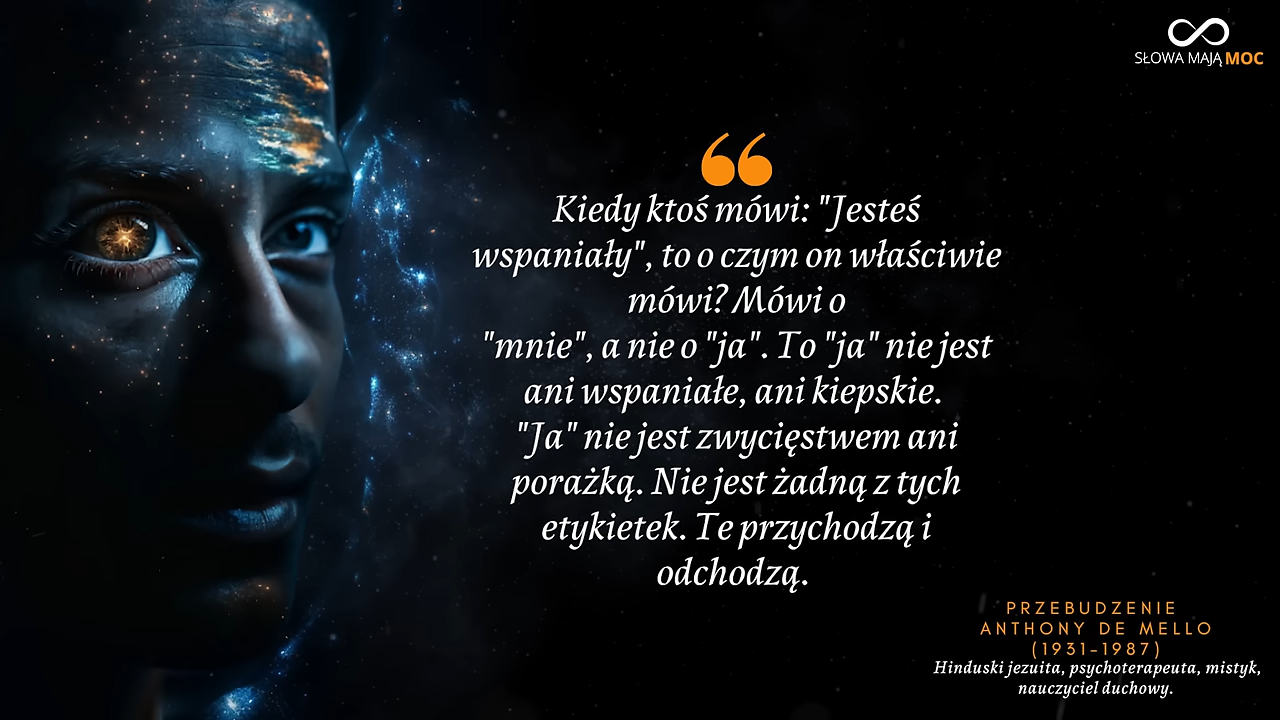 SŁOWA MAJĄ MOC
Kiedy ktoś mówi: "Jesteś
wspaniały", to o czym on właściwie
mówi? Mówi o
"mnie", a nie o "ja". To "ja" nie jest
ani wspaniałe, ani kiepskie.
"Ja" nie jest zwycięstwem ani
porażką. Nie jest żadną z tych
etykietek. Te przychodzą i
odchodzą.
PRZEBUDZENIE
ANTHONY DE MELLO
(1931-1987)
Hinduski jezuita, psychoterapeuta, mistyk,
nauczyciel duchowy.